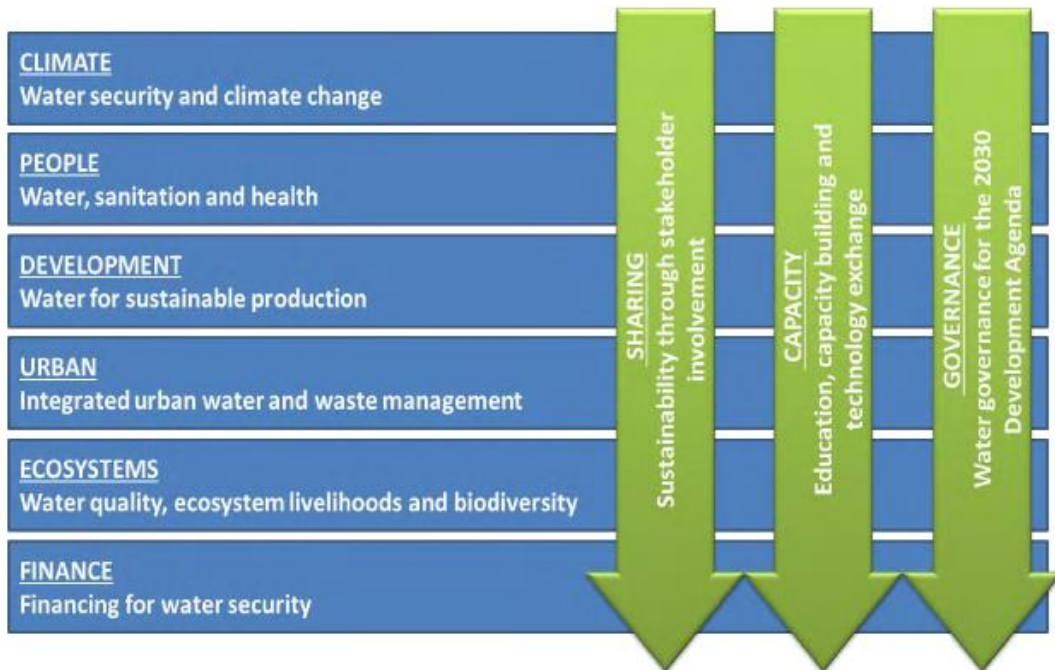 CLIMATE
Water security and climate change
PEOPLE
Water, sanitation and health
DEVELOPMENT
Water for sustainable production
URBAN
Integrated urban water and waste management
ECOSYSTEMS
Water quality, ecosystem livelihoods and biodiversity
FINANCE
Financing for water security
SHARING
Sustainability through stakeholder
involvement
CAPACITY
Education, capacity building and
technology exchange
GOVERNANCE
Water governance for the 2030
Development Agenda